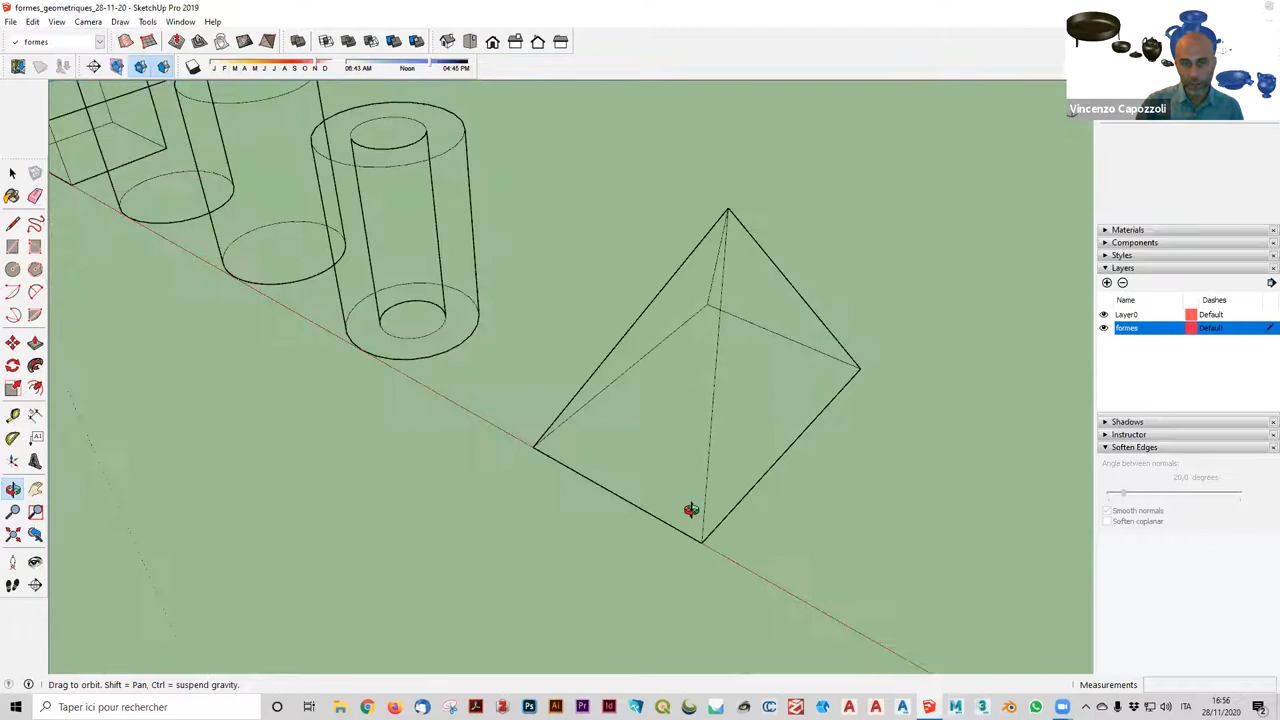 formes_geometriques_28-11-20 - SketchUp Pro 2019
File Edit View Camera Draw Tools Window Help
formes
J F M A M J J A S O N D 06:43 AM Noon 04:45 PM
Vincenzo Capozzoli
Materials
Components
Styles
Layers
Name Dashes
Layer0 Default
formes Default
Shadows
Instructor
Soften Edges
Angle between normals:
20,0 degrees
Smooth normals
Soften coplanar
Drag to orbit. Shift = Pan, Ctrl = suspend gravity.
Measurements
Taper ici pour rechercher
ITA
16:56
28/11/2020